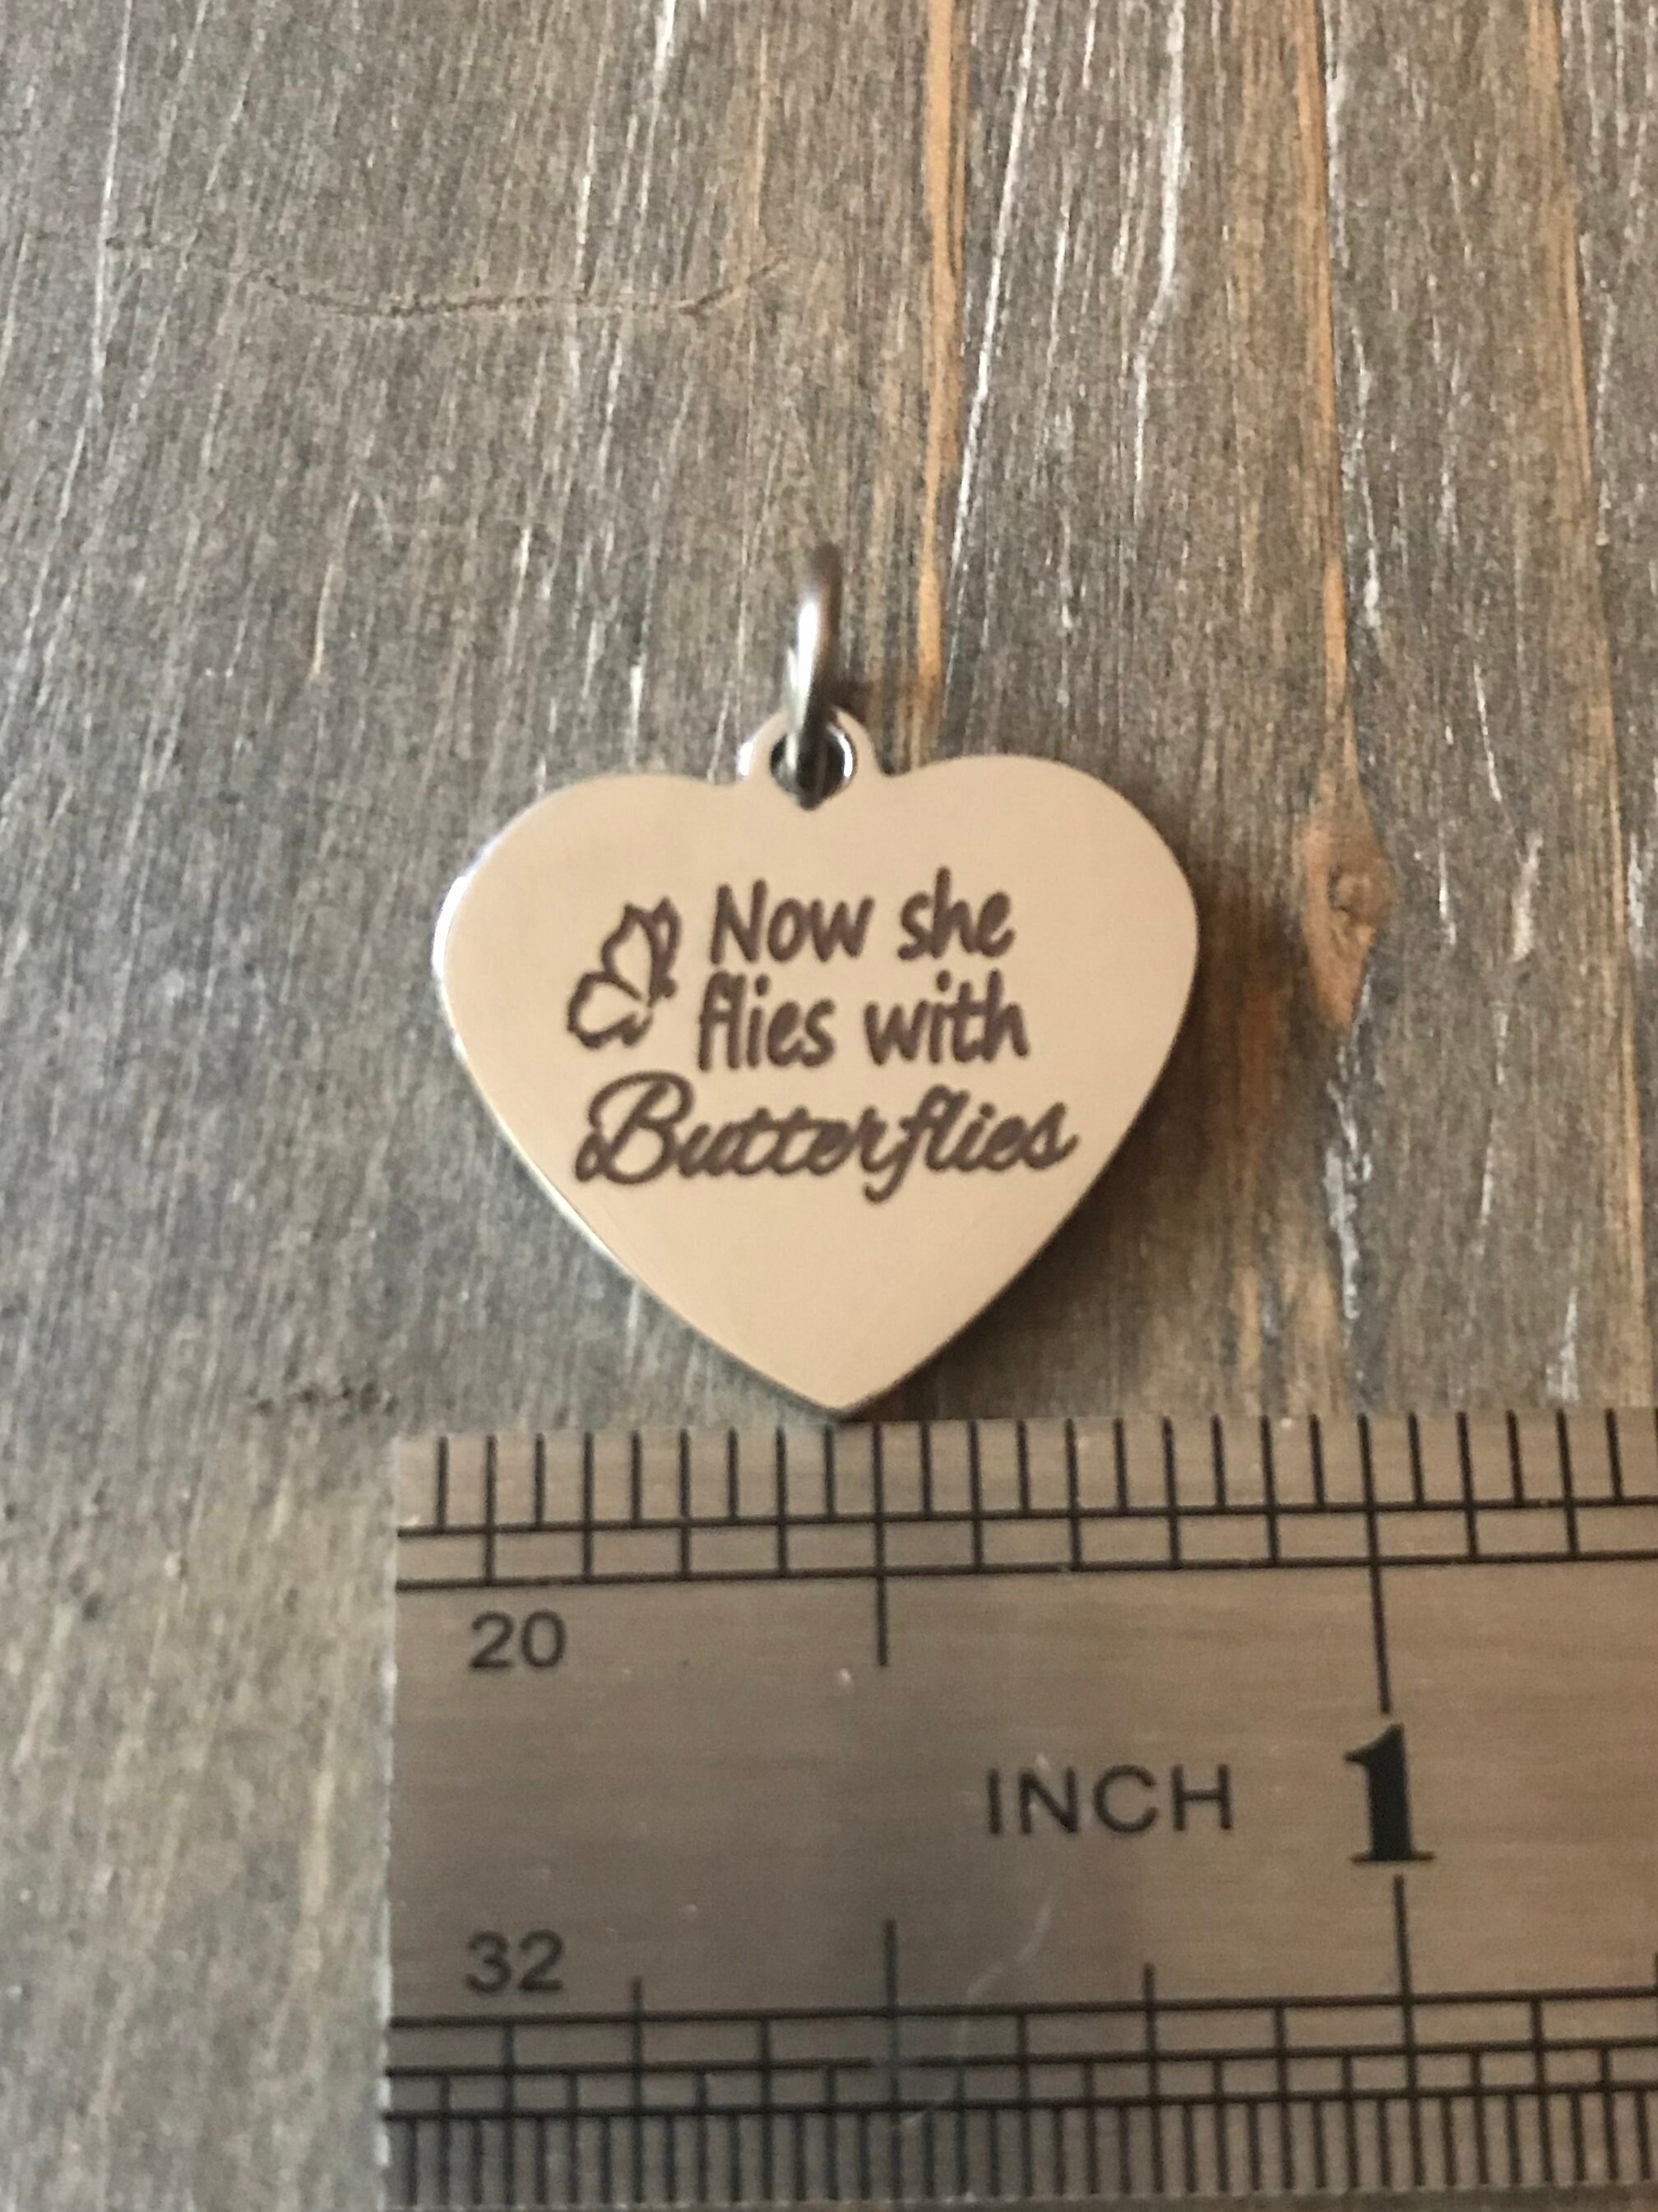 Now she
flies with
Butterflies
20
INCH 1
32